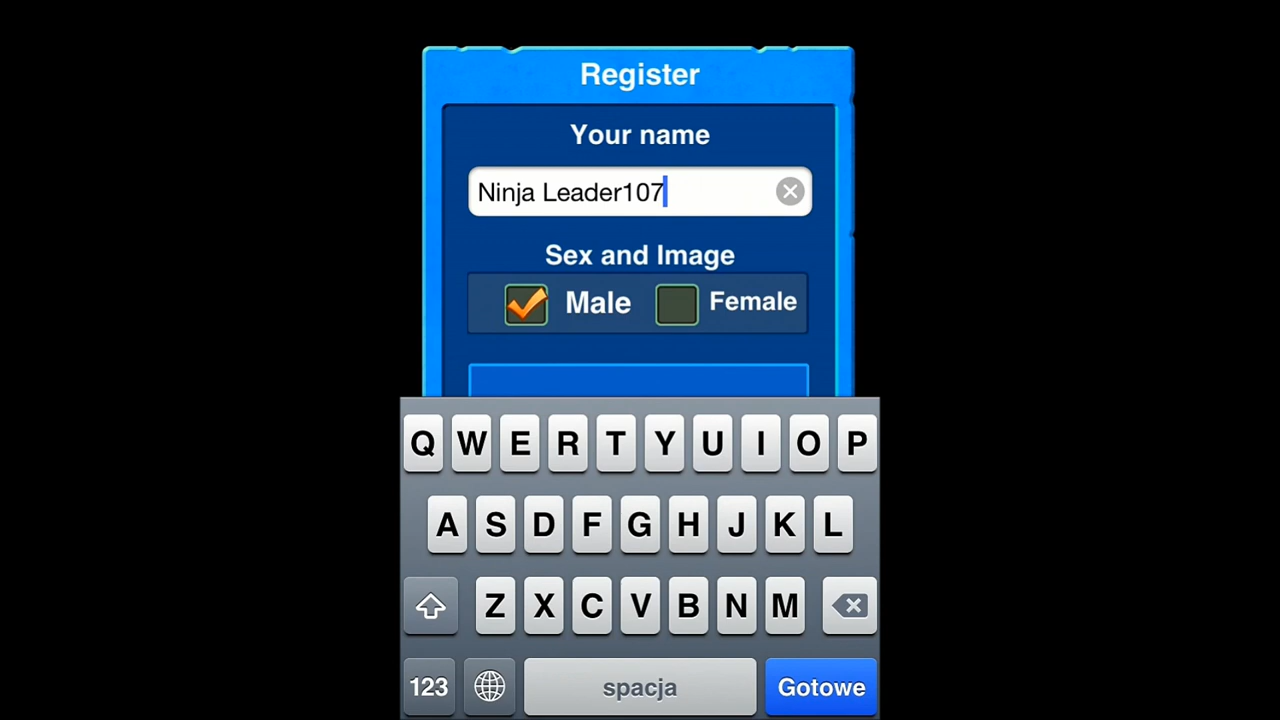 Register
Your name
Ninja Leader107
Sex and Image
Male Female
Q W E R T Y U I O P
A S D F G H J K L
Z X C V B N M
123 spacja Gotowe